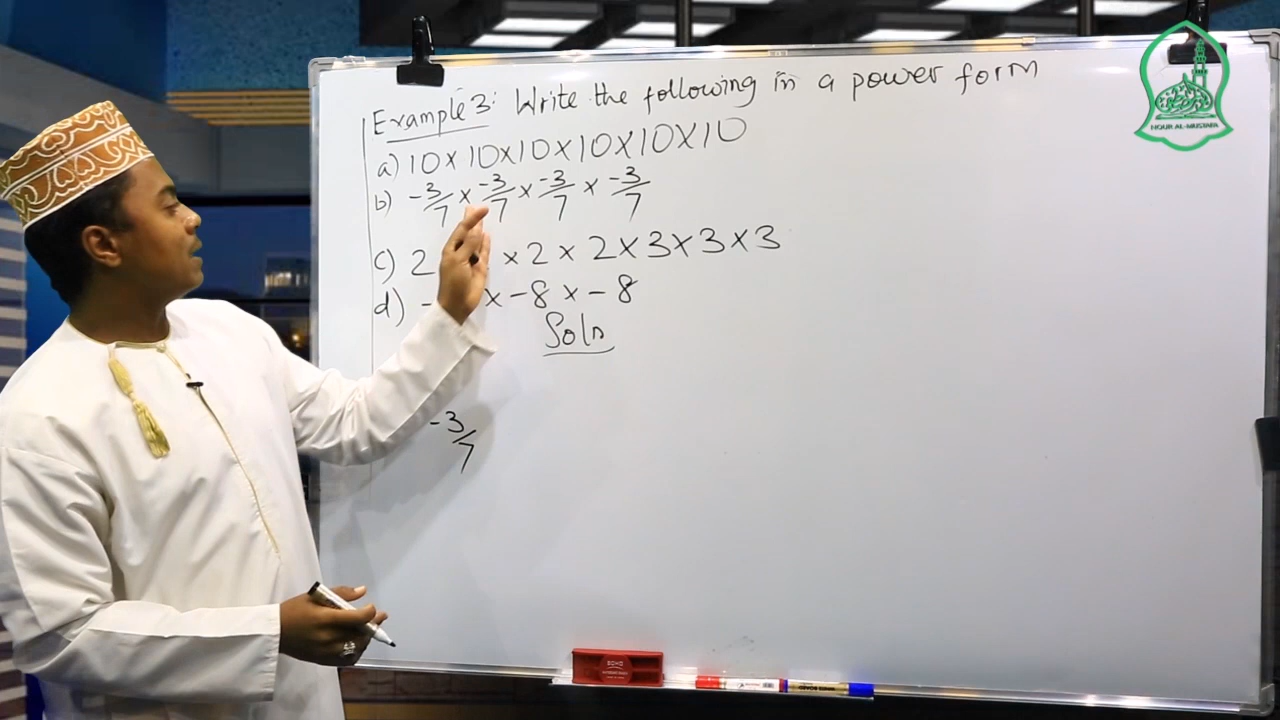 Example 3: Write the following in a power form
a) 10 x 10 x 10 x 10 x 10 x 10
b) -3/7 x -3/7 x -3/7 x -3/7
c) 2 x 2 x 2 x 3 x 3 x 3
d) - x -8 x -8
Soln
-3/7
NOUR AL-MUSTAFA